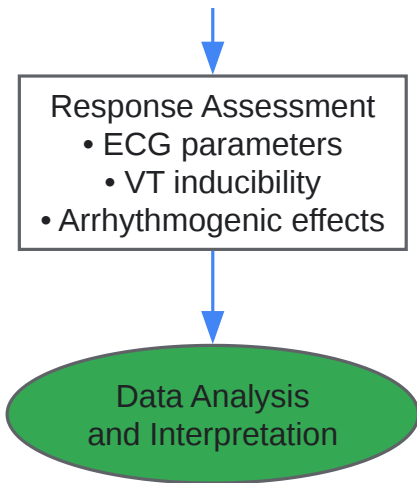 Response Assessment
• ECG parameters
• VT inducibility
• Arrhythmogenic effects
Data Analysis
and Interpretation